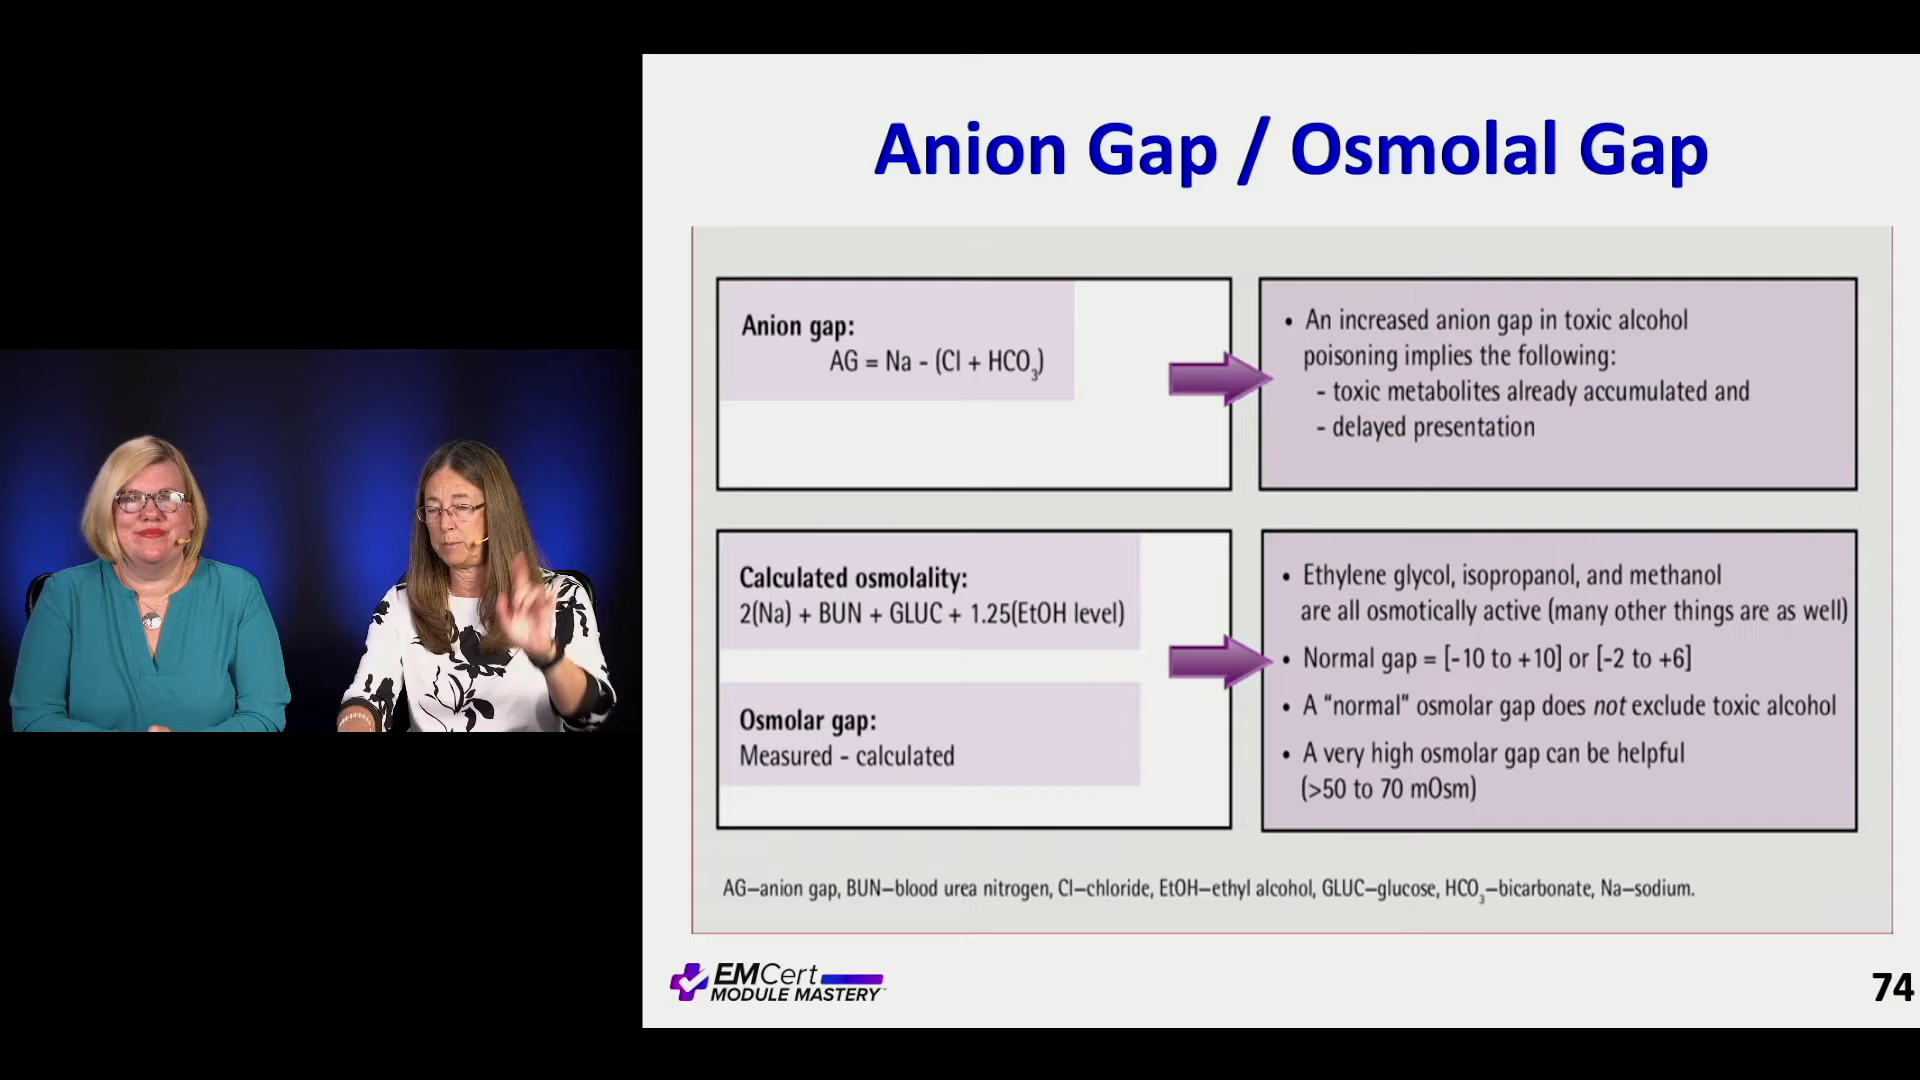 Anion Gap / Osmolal Gap
Anion gap:
AG = Na - (Cl + HCO₃)
• An increased anion gap in toxic alcohol
poisoning implies the following:
- toxic metabolites already accumulated and
- delayed presentation
Calculated osmolality:
2(Na) + BUN + GLUC + 1.25(EtOH level)
Osmolar gap:
Measured - calculated
• Ethylene glycol, isopropanol, and methanol
are all osmotically active (many other things are as well)
• Normal gap = [-10 to +10] or [-2 to +6]
• A “normal” osmolar gap does not exclude toxic alcohol
• A very high osmolar gap can be helpful
(>50 to 70 mOsm)
AG—anion gap, BUN—blood urea nitrogen, Cl—chloride, EtOH—ethyl alcohol, GLUC—glucose, HCO₃—bicarbonate, Na—sodium.
EMCert
MODULE MASTERY™
74